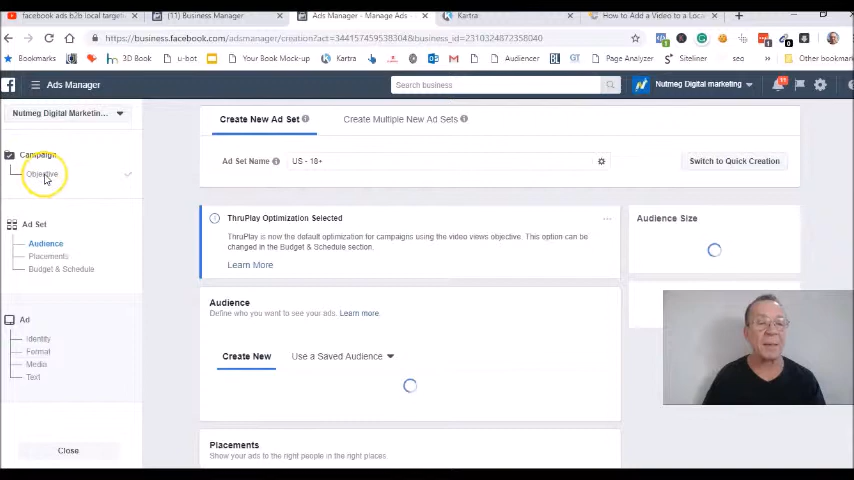 facebook ads b2b local targeti
(11) Business Manager
Ads Manager - Manage Ads -
Kartra
How to Add a Video to a Loca
https://business.facebook.com/adsmanager/creation?act=344157459538304&business_id=2310324872358040
Bookmarks
3D Book
u-bot
Your Book Mock-up
Kartra
Audiencer
GT
Page Analyzer
Siteliner
Other bookmark
Ads Manager
Search business
Nutmeg Digital marketing
Nutmeg Digital Marketin...
Campaign
Objective
Ad Set
Audience
Placements
Budget & Schedule
Ad
Identity
Format
Media
Text
Close
Create New Ad Set
Create Multiple New Ad Sets
Ad Set Name
US - 18+
Switch to Quick Creation
ThruPlay Optimization Selected
ThruPlay is now the default optimization for campaigns using the video views objective. This option can be
changed in the Budget & Schedule section.
Learn More
Audience Size
Audience
Define who you want to see your ads. Learn more.
Create New
Use a Saved Audience
Placements
Show your ads to the right people in the right places.